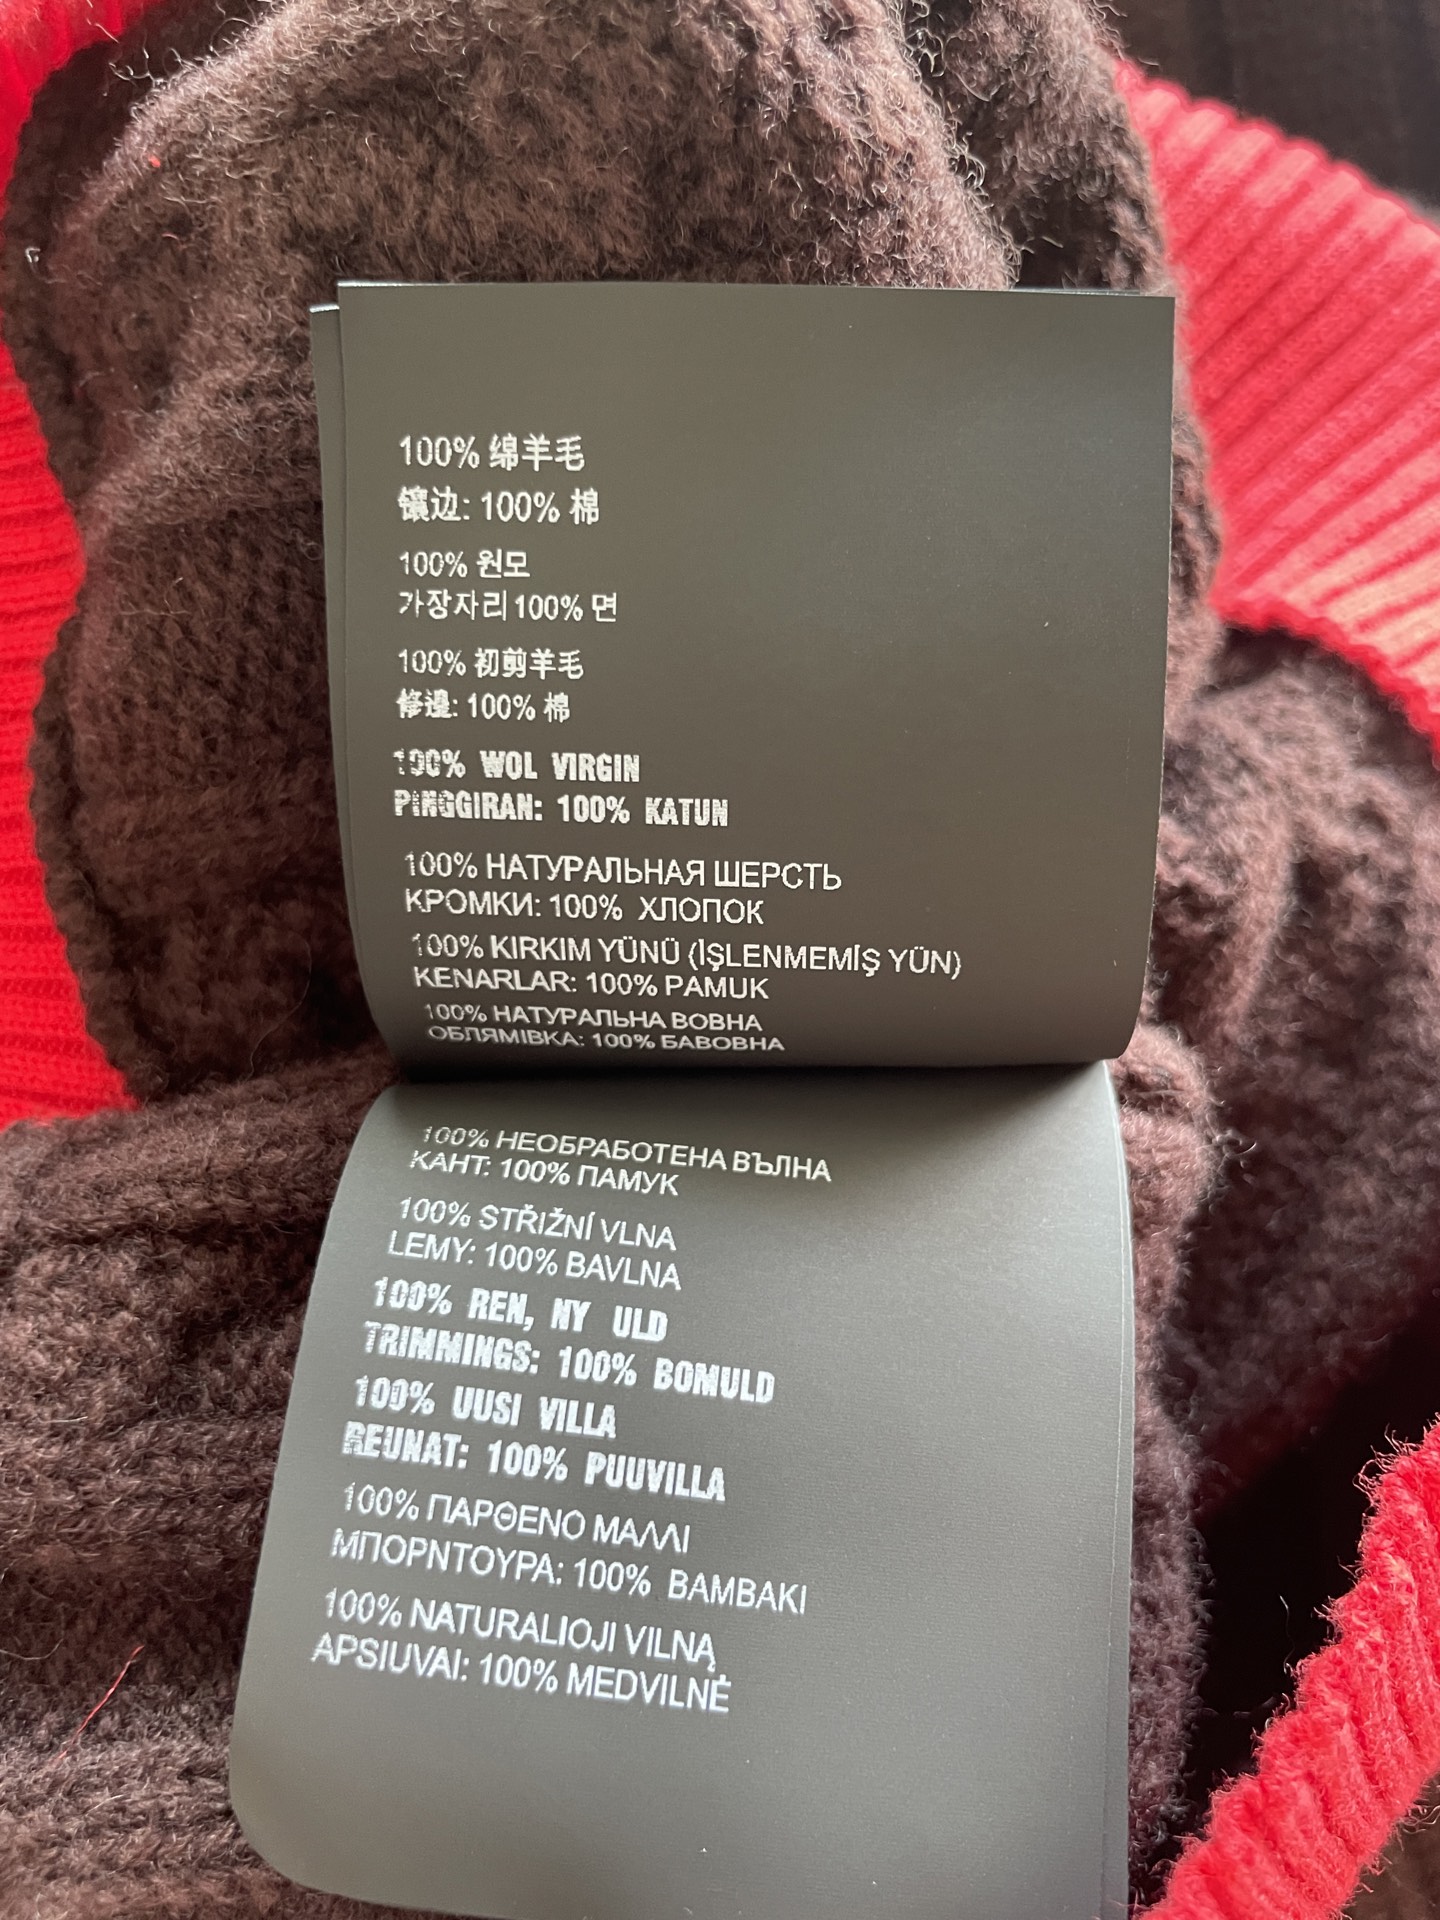 100% 绵羊毛
镶边: 100% 棉
100% 원모
가장자리 100% 면
100% 初剪羊毛
修邊: 100% 棉
100% WOL VIRGIN
PINGGIRAN: 100% KATUN
100% НАТУРАЛЬНАЯ ШЕРСТЬ
КРОМКИ: 100% ХЛОПОК
100% KIRKIM YÜNÜ (İŞLENMEMİŞ YÜN)
KENARLAR: 100% PAMUK
100% НАТУРАЛЬНА ВОВНА
ОБЛЯМІВКА: 100% БАВОВНА
100% НЕОБРАБОТЕНА ВЪЛНА
КАНТ: 100% ПАМУК
100% STŘIŽNÍ VLNA
LEMY: 100% BAVLNA
100% REN, NY ULD
TRIMMINGS: 100% BOMULD
100% UUSI VILLA
REUNAT: 100% PUUVILLA
100% ΠΑΡΘΕΝΟ ΜΑΛΛΙ
ΜΠΟΡΝΤΟΥΡΑ: 100% ΒΑΜΒΑΚΙ
100% NATURALIOJI VILNĄ
APSIUVAI: 100% MEDVILNĖ